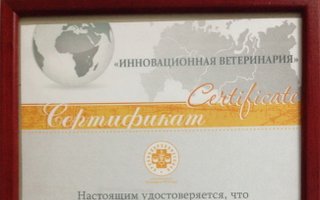 «ИННОВАЦИОННАЯ ВЕТЕРИНАРИЯ»
Certificate
Сертификат
Настоящим удостоверяется, что